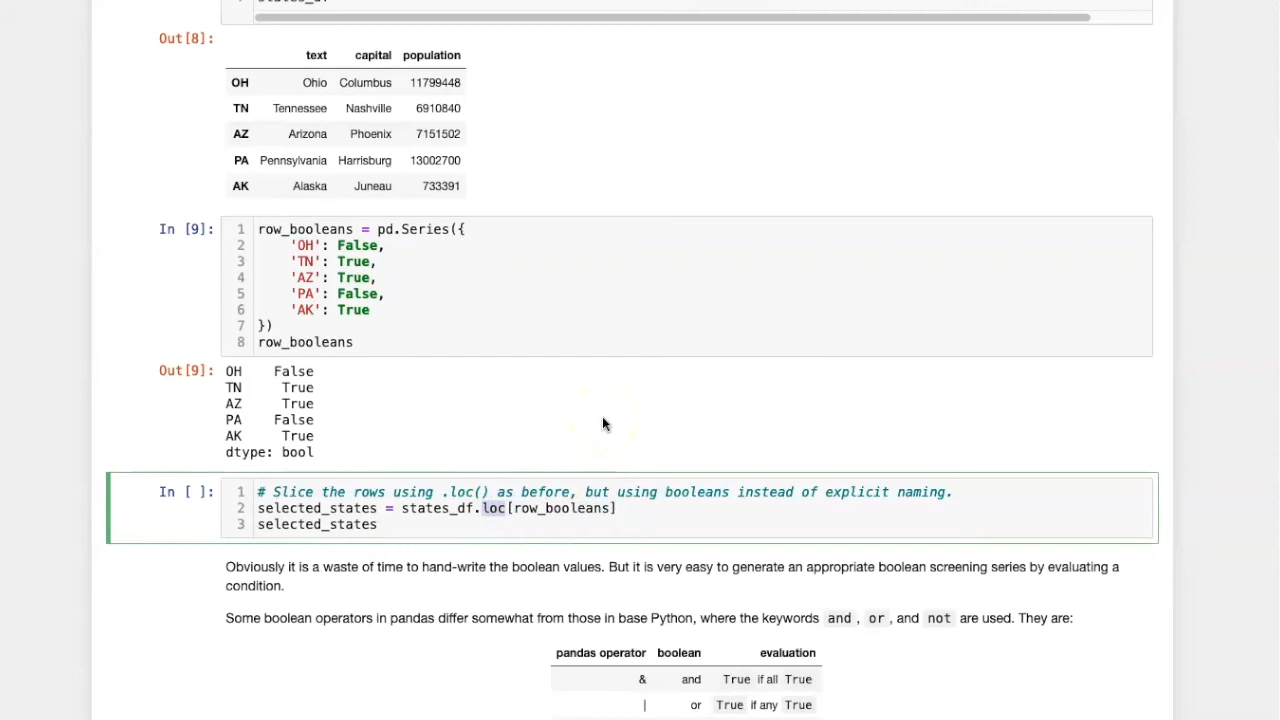 Out[8]:
text capital population
OH Ohio Columbus 11799448
TN Tennessee Nashville 6910840
AZ Arizona Phoenix 7151502
PA Pennsylvania Harrisburg 13002700
AK Alaska Juneau 733391
In [9]:
1 row_booleans = pd.Series({
2 'OH': False,
3 'TN': True,
4 'AZ': True,
5 'PA': False,
6 'AK': True
7 })
8 row_booleans
Out[9]:
OH False
TN True
AZ True
PA False
AK True
dtype: bool
In [ ]:
1 # Slice the rows using .loc() as before, but using booleans instead of explicit naming.
2 selected_states = states_df.loc[row_booleans]
3 selected_states
Obviously it is a waste of time to hand-write the boolean values. But it is very easy to generate an appropriate boolean screening series by evaluating a
condition.
Some boolean operators in pandas differ somewhat from those in base Python, where the keywords and , or , and not are used. They are:
pandas operator boolean evaluation
& and True if all True
| or True if any True